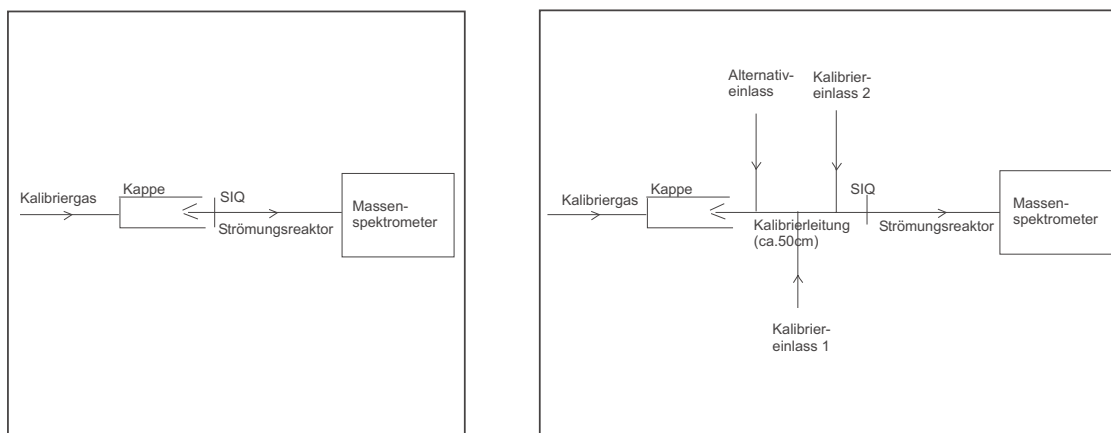 Kalibriergas
Kappe
SIQ
Strömungsreaktor
Massen-
spektrometer
Alternativ-
einlass
Kalibrier-
einlass 2
Kalibriergas
Kappe
SIQ
Kalibrierleitung
(ca.50cm)
Strömungsreaktor
Massen-
spektrometer
Kalibrier-
einlass 1